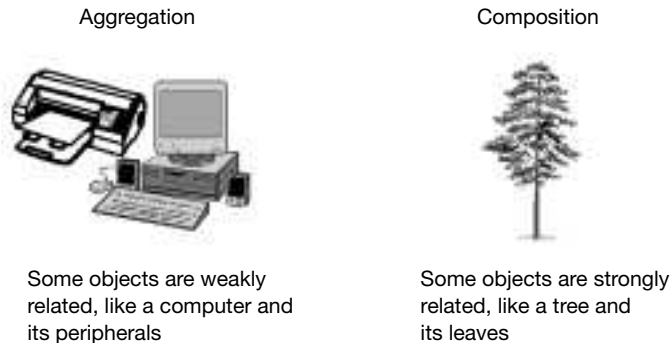 Aggregation
Composition
Some objects are weakly
related, like a computer and
its peripherals
Some objects are strongly
related, like a tree and
its leaves